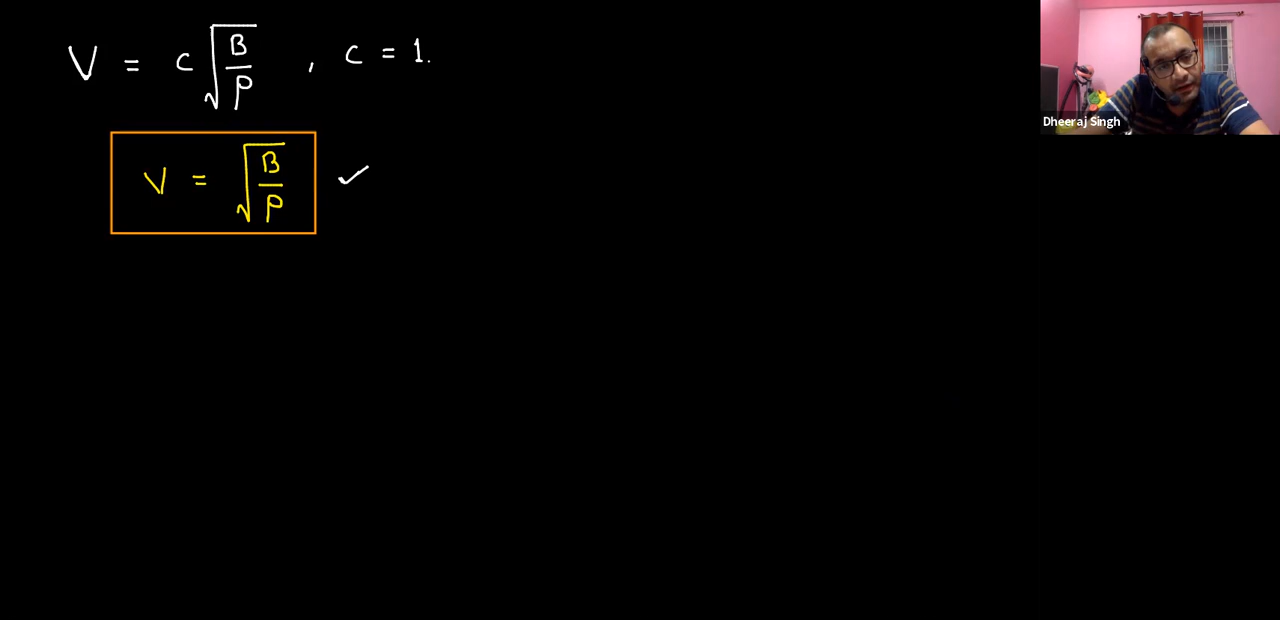 V = c √(B/ρ) , c = 1.
V = √(B/ρ) ✓
Dheeraj Singh